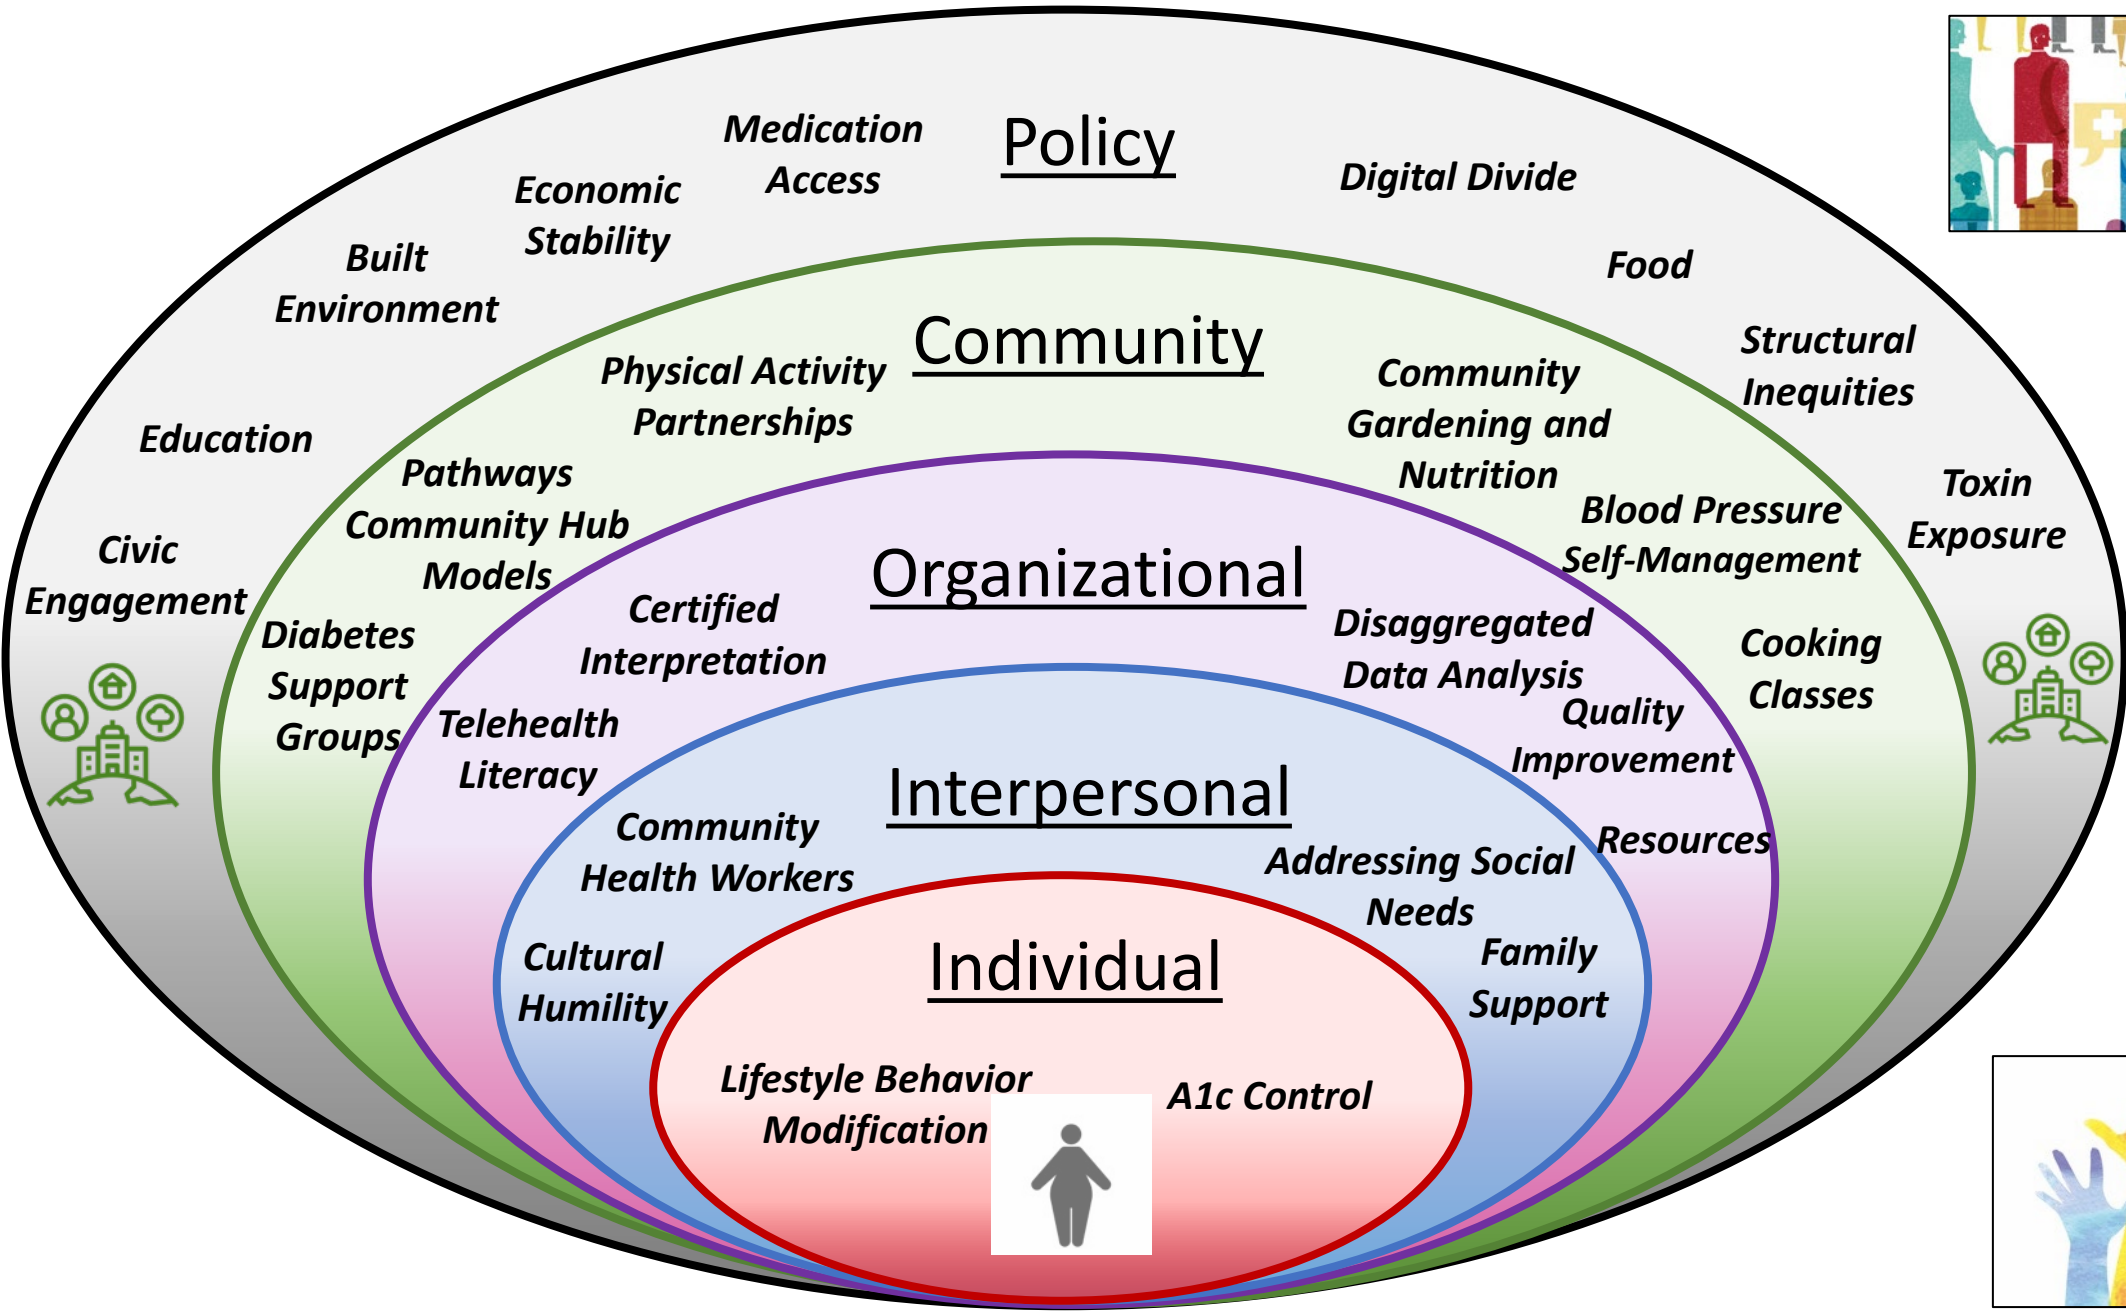 Policy
Medication
Access
Digital Divide
Economic
Stability
Food
Built
Environment
Structural
Inequities
Education
Toxin
Exposure
Civic
Engagement
Community
Physical Activity
Partnerships
Community
Gardening and
Nutrition
Pathways
Community Hub
Models
Blood Pressure
Self-Management
Diabetes
Support
Groups
Cooking
Classes
Organizational
Certified
Interpretation
Disaggregated
Data Analysis
Telehealth
Literacy
Quality
Improvement
Resources
Interpersonal
Community
Health Workers
Addressing Social
Needs
Cultural
Humility
Family
Support
Individual
Lifestyle Behavior
Modification
A1c Control